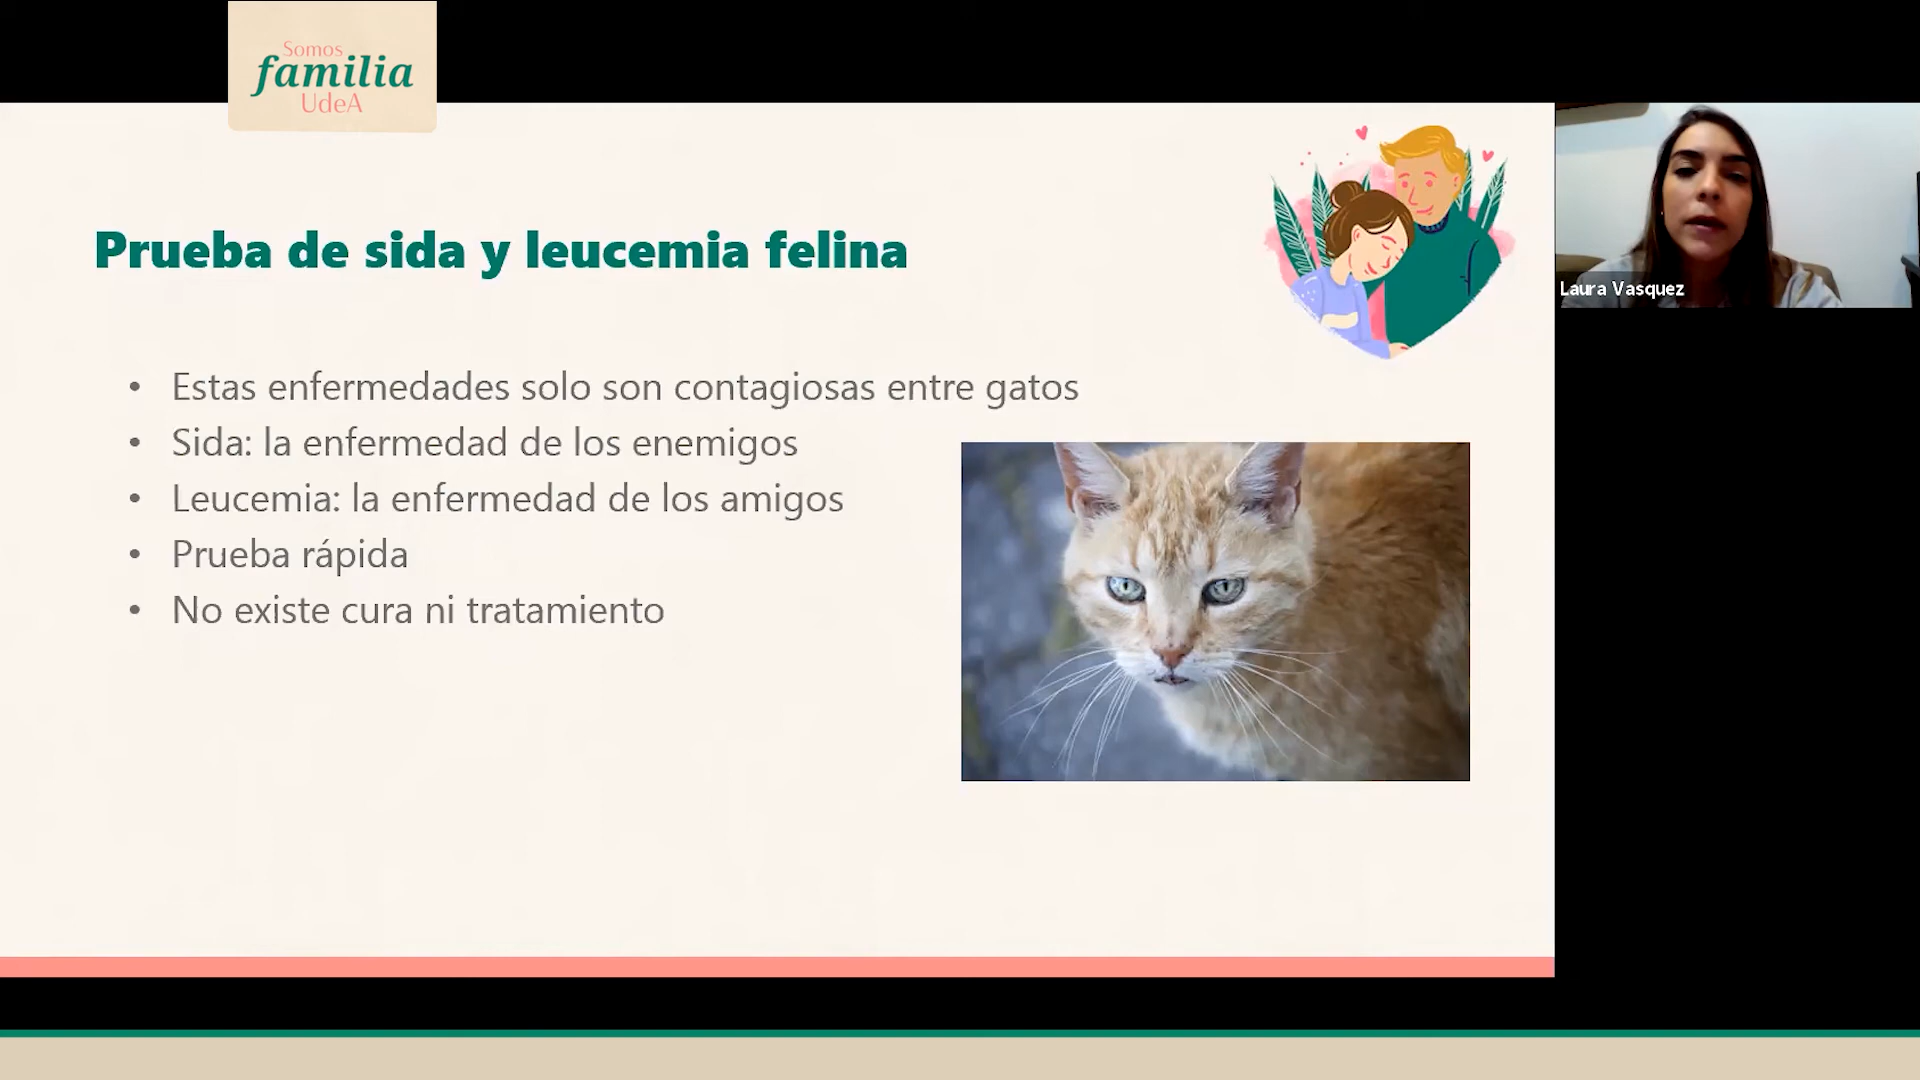 Somos
familia
UdeA
Prueba de sida y leucemia felina
• Estas enfermedades solo son contagiosas entre gatos
• Sida: la enfermedad de los enemigos
• Leucemia: la enfermedad de los amigos
• Prueba rápida
• No existe cura ni tratamiento
Laura Vasquez